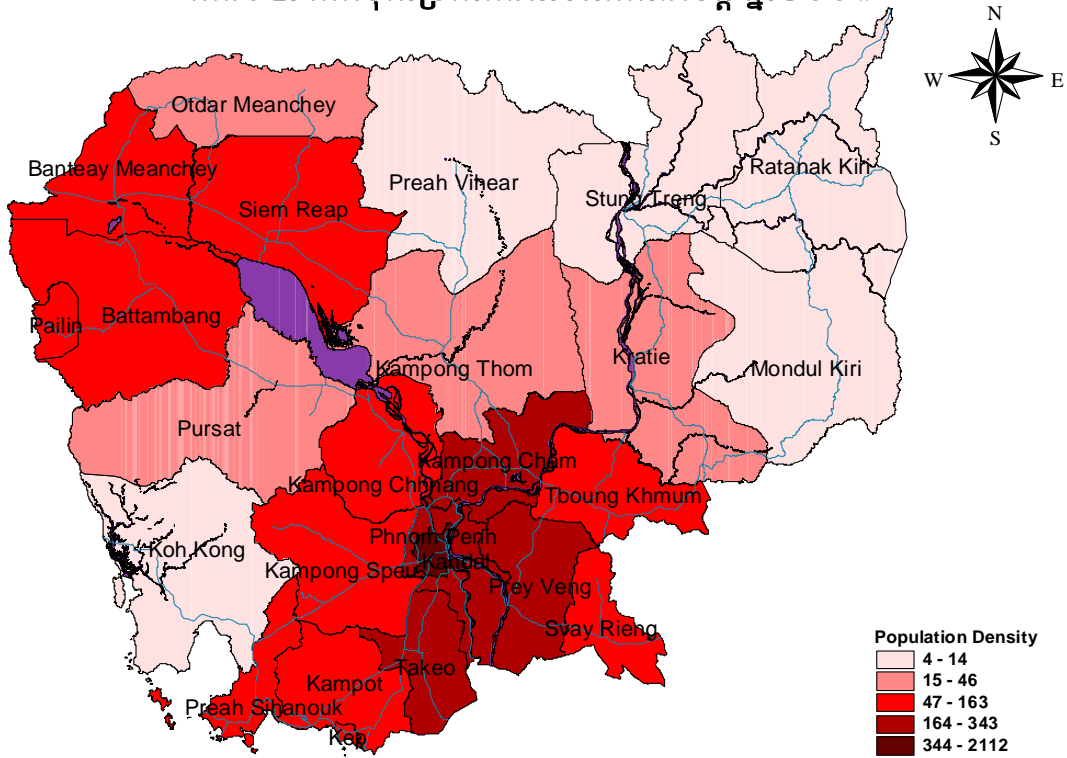 N
W E
S
Otdar Meanchey
Banteay Meanchey
Preah Vihear
Ratanak Kiri
Stung Treng
Siem Reap
Pailin
Battambang
Kampong Thom
Kratie
Mondul Kiri
Pursat
Kampong Cham
Kampong Chhnang
Tboung Khmum
Phnom Penh
Koh Kong
Kandal
Kampong Speu
Prey Veng
Svay Rieng
Takeo
Kampot
Preah Sihanouk
Kep
Population Density
4 - 14
15 - 46
47 - 163
164 - 343
344 - 2112